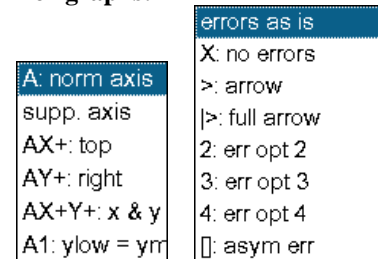 A: norm axis
supp. axis
AX+: top
AY+: right
AX+Y+: x & y
A1: ylow =
errors as is
X: no errors
>: arrow
|>: full arrow
2: err opt 2
3: err opt 3
4: err opt 4
[]: asym err